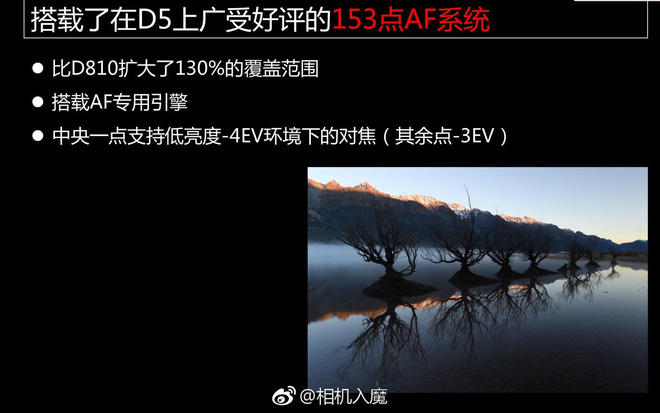 搭载了在D5上广受好评的153点AF系统
● 比D810扩大了130%的覆盖范围
● 搭载AF专用引擎
● 中央一点支持低亮度-4EV环境下的对焦（其余点-3EV）
@相机入魔